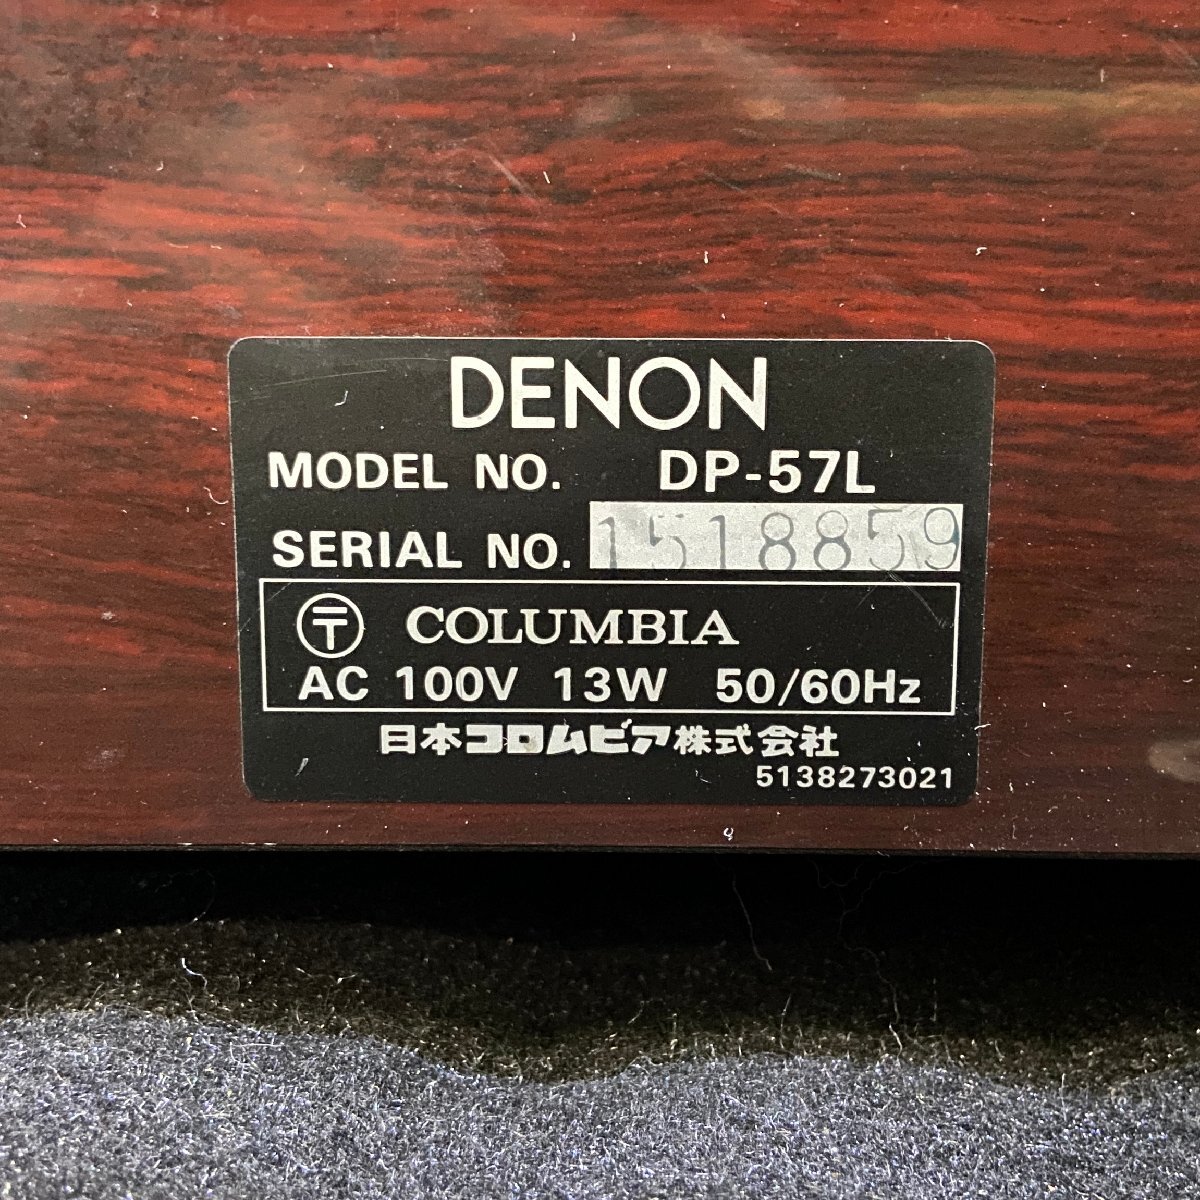 DENON
MODEL NO. DP-57L
SERIAL NO. 1518859
〒 COLUMBIA
AC 100V 13W 50/60Hz
日本コロムビア株式会社
5138273021